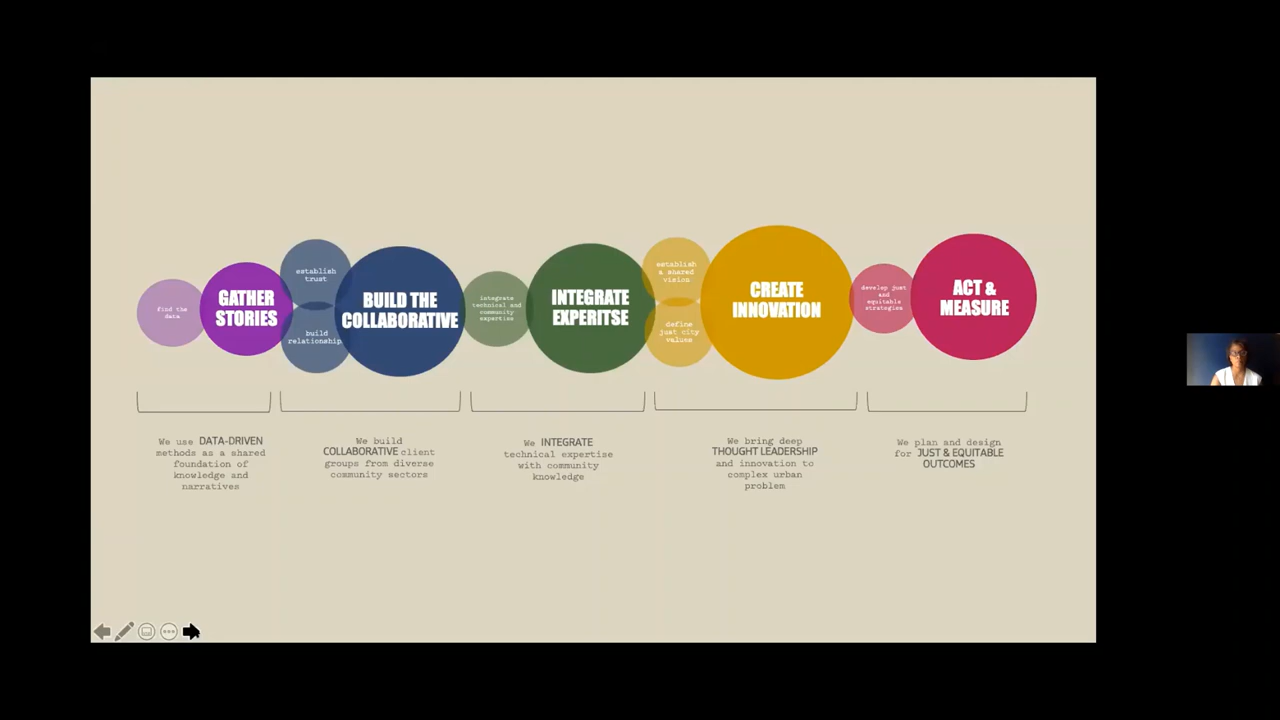 find the
data
GATHER
STORIES
establish
trust
build
relationship
BUILD THE
COLLABORATIVE
integrate
technical and
community
expertise
INTEGRATE
EXPERITSE
establish
a shared
vision
define
just city
values
CREATE
INNOVATION
develop just
and
equitable
strategies
ACT &
MEASURE
We use DATA-DRIVEN
methods as a shared
foundation of
knowledge and
narratives
We build
COLLABORATIVE client
groups from diverse
community sectors
We INTEGRATE
technical expertise
with community
knowledge
We bring deep
THOUGHT LEADERSHIP
and innovation to
complex urban
problem
We plan and design
for JUST & EQUITABLE
OUTCOMES